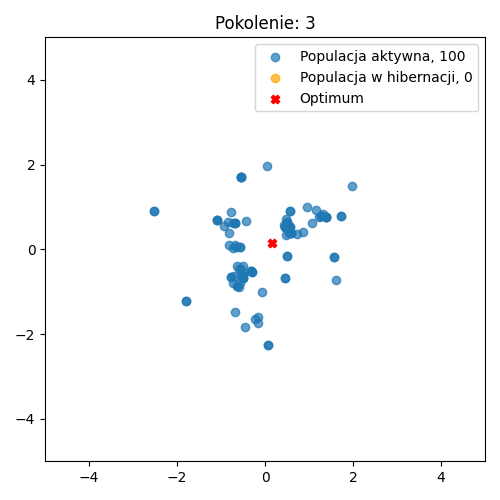 Pokolenie: 3
Populacja aktywna, 100
Populacja w hibernacji, 0
Optimum
4
2
0
−2
−4
−4 −2 0 2 4